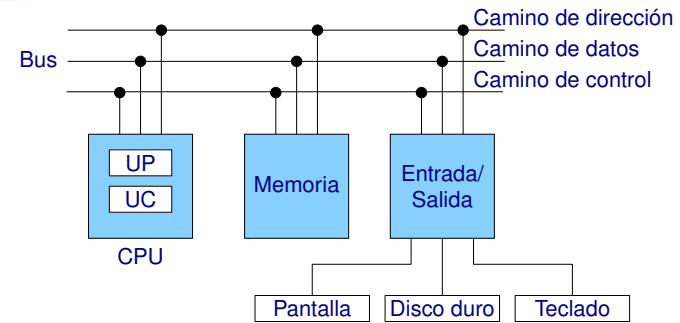 Camino de dirección
Bus
Camino de datos
Camino de control
UP
UC
CPU
Memoria
Entrada/
Salida
Pantalla
Disco duro
Teclado